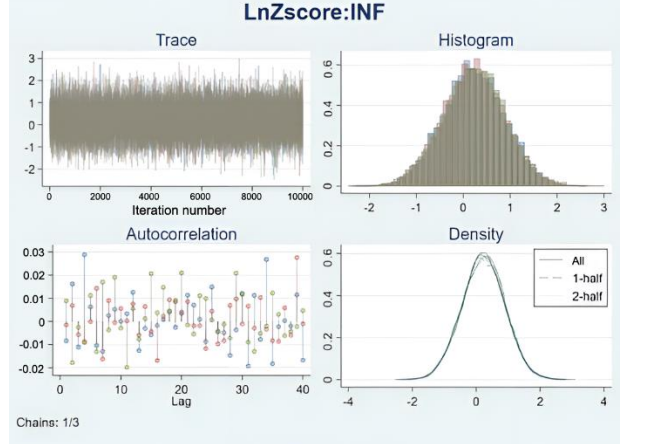 LnZscore:INF
Trace
3
2
1
0
-1
-2
0 2000 4000 6000 8000 10000
Iteration number
Histogram
0.6
0.4
0.2
0
-2 -1 0 1 2 3
Autocorrelation
0.03
0.02
0.01
0
-0.01
-0.02
0 10 20 30 40
Lag
Density
0.6
0.4
0.2
0
-4 -2 0 2 4
All
1-half
2-half
Chains: 1/3